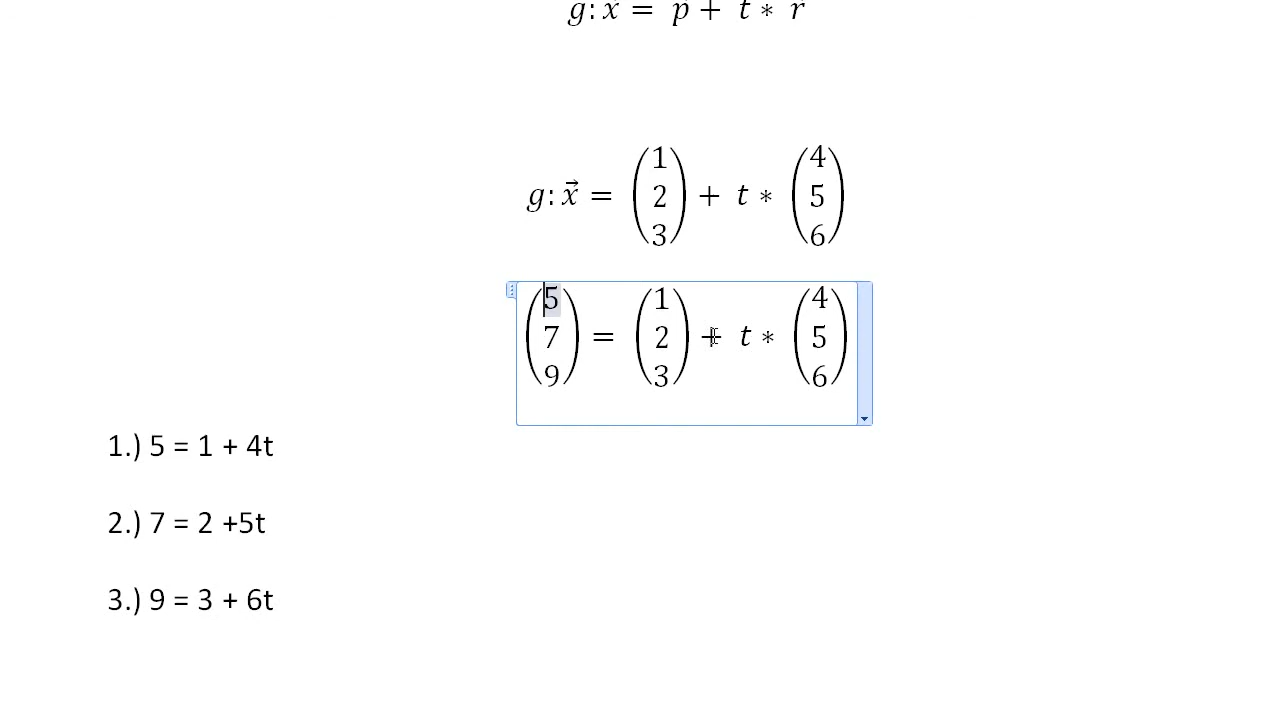 g: x = p + t ∗ r
g: x⃗ = (1 2 3) + t ∗ (4 5 6)
(5 7 9) = (1 2 3) + t ∗ (4 5 6)
1.) 5 = 1 + 4t
2.) 7 = 2 +5t
3.) 9 = 3 + 6t